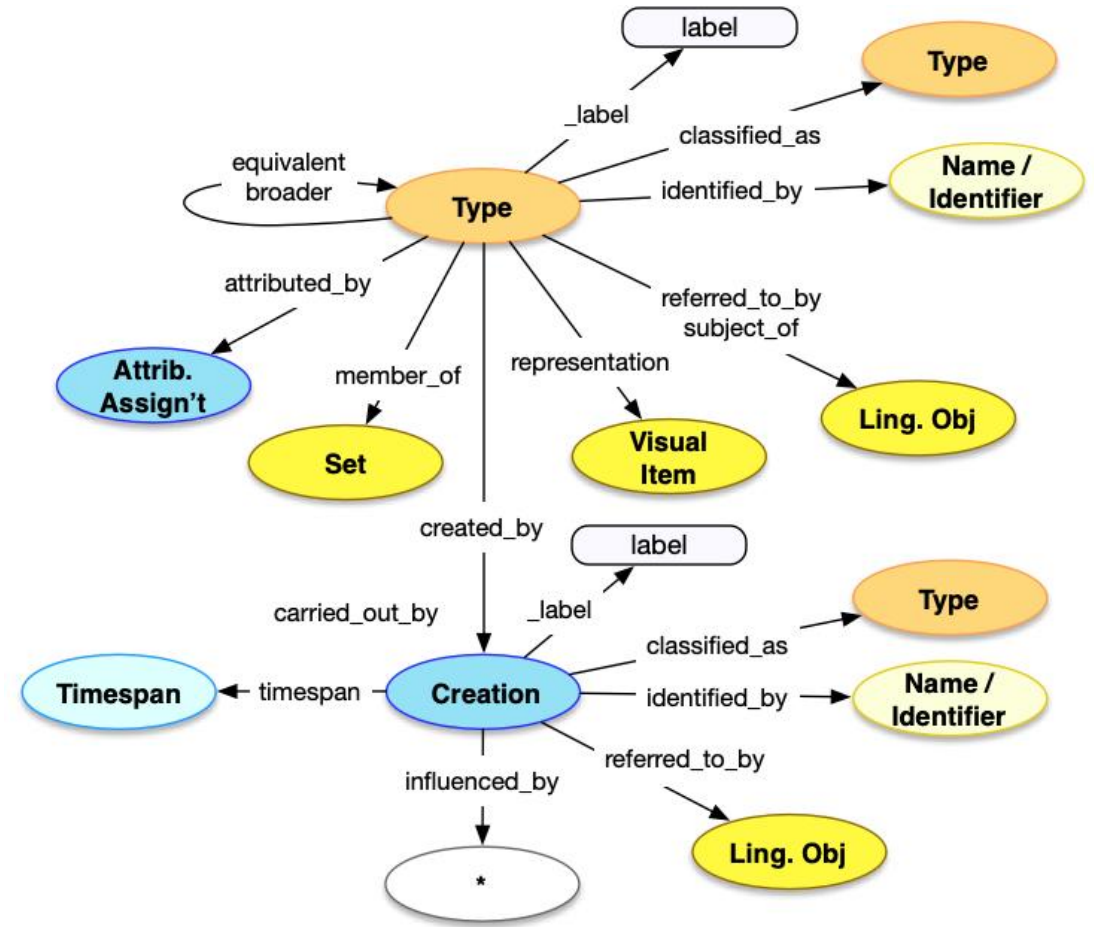 label
Type
_label
classified_as
equivalent
broader
Type
identified_by
Name /
Identifier
attributed_by
referred_to_by
subject_of
Attrib.
Assign't
member_of
representation
Set
Visual
Item
Ling. Obj
created_by
label
carried_out_by
_label
Type
classified_as
Timespan
timespan
Creation
identified_by
Name /
Identifier
influenced_by
referred_to_by
*
Ling. Obj